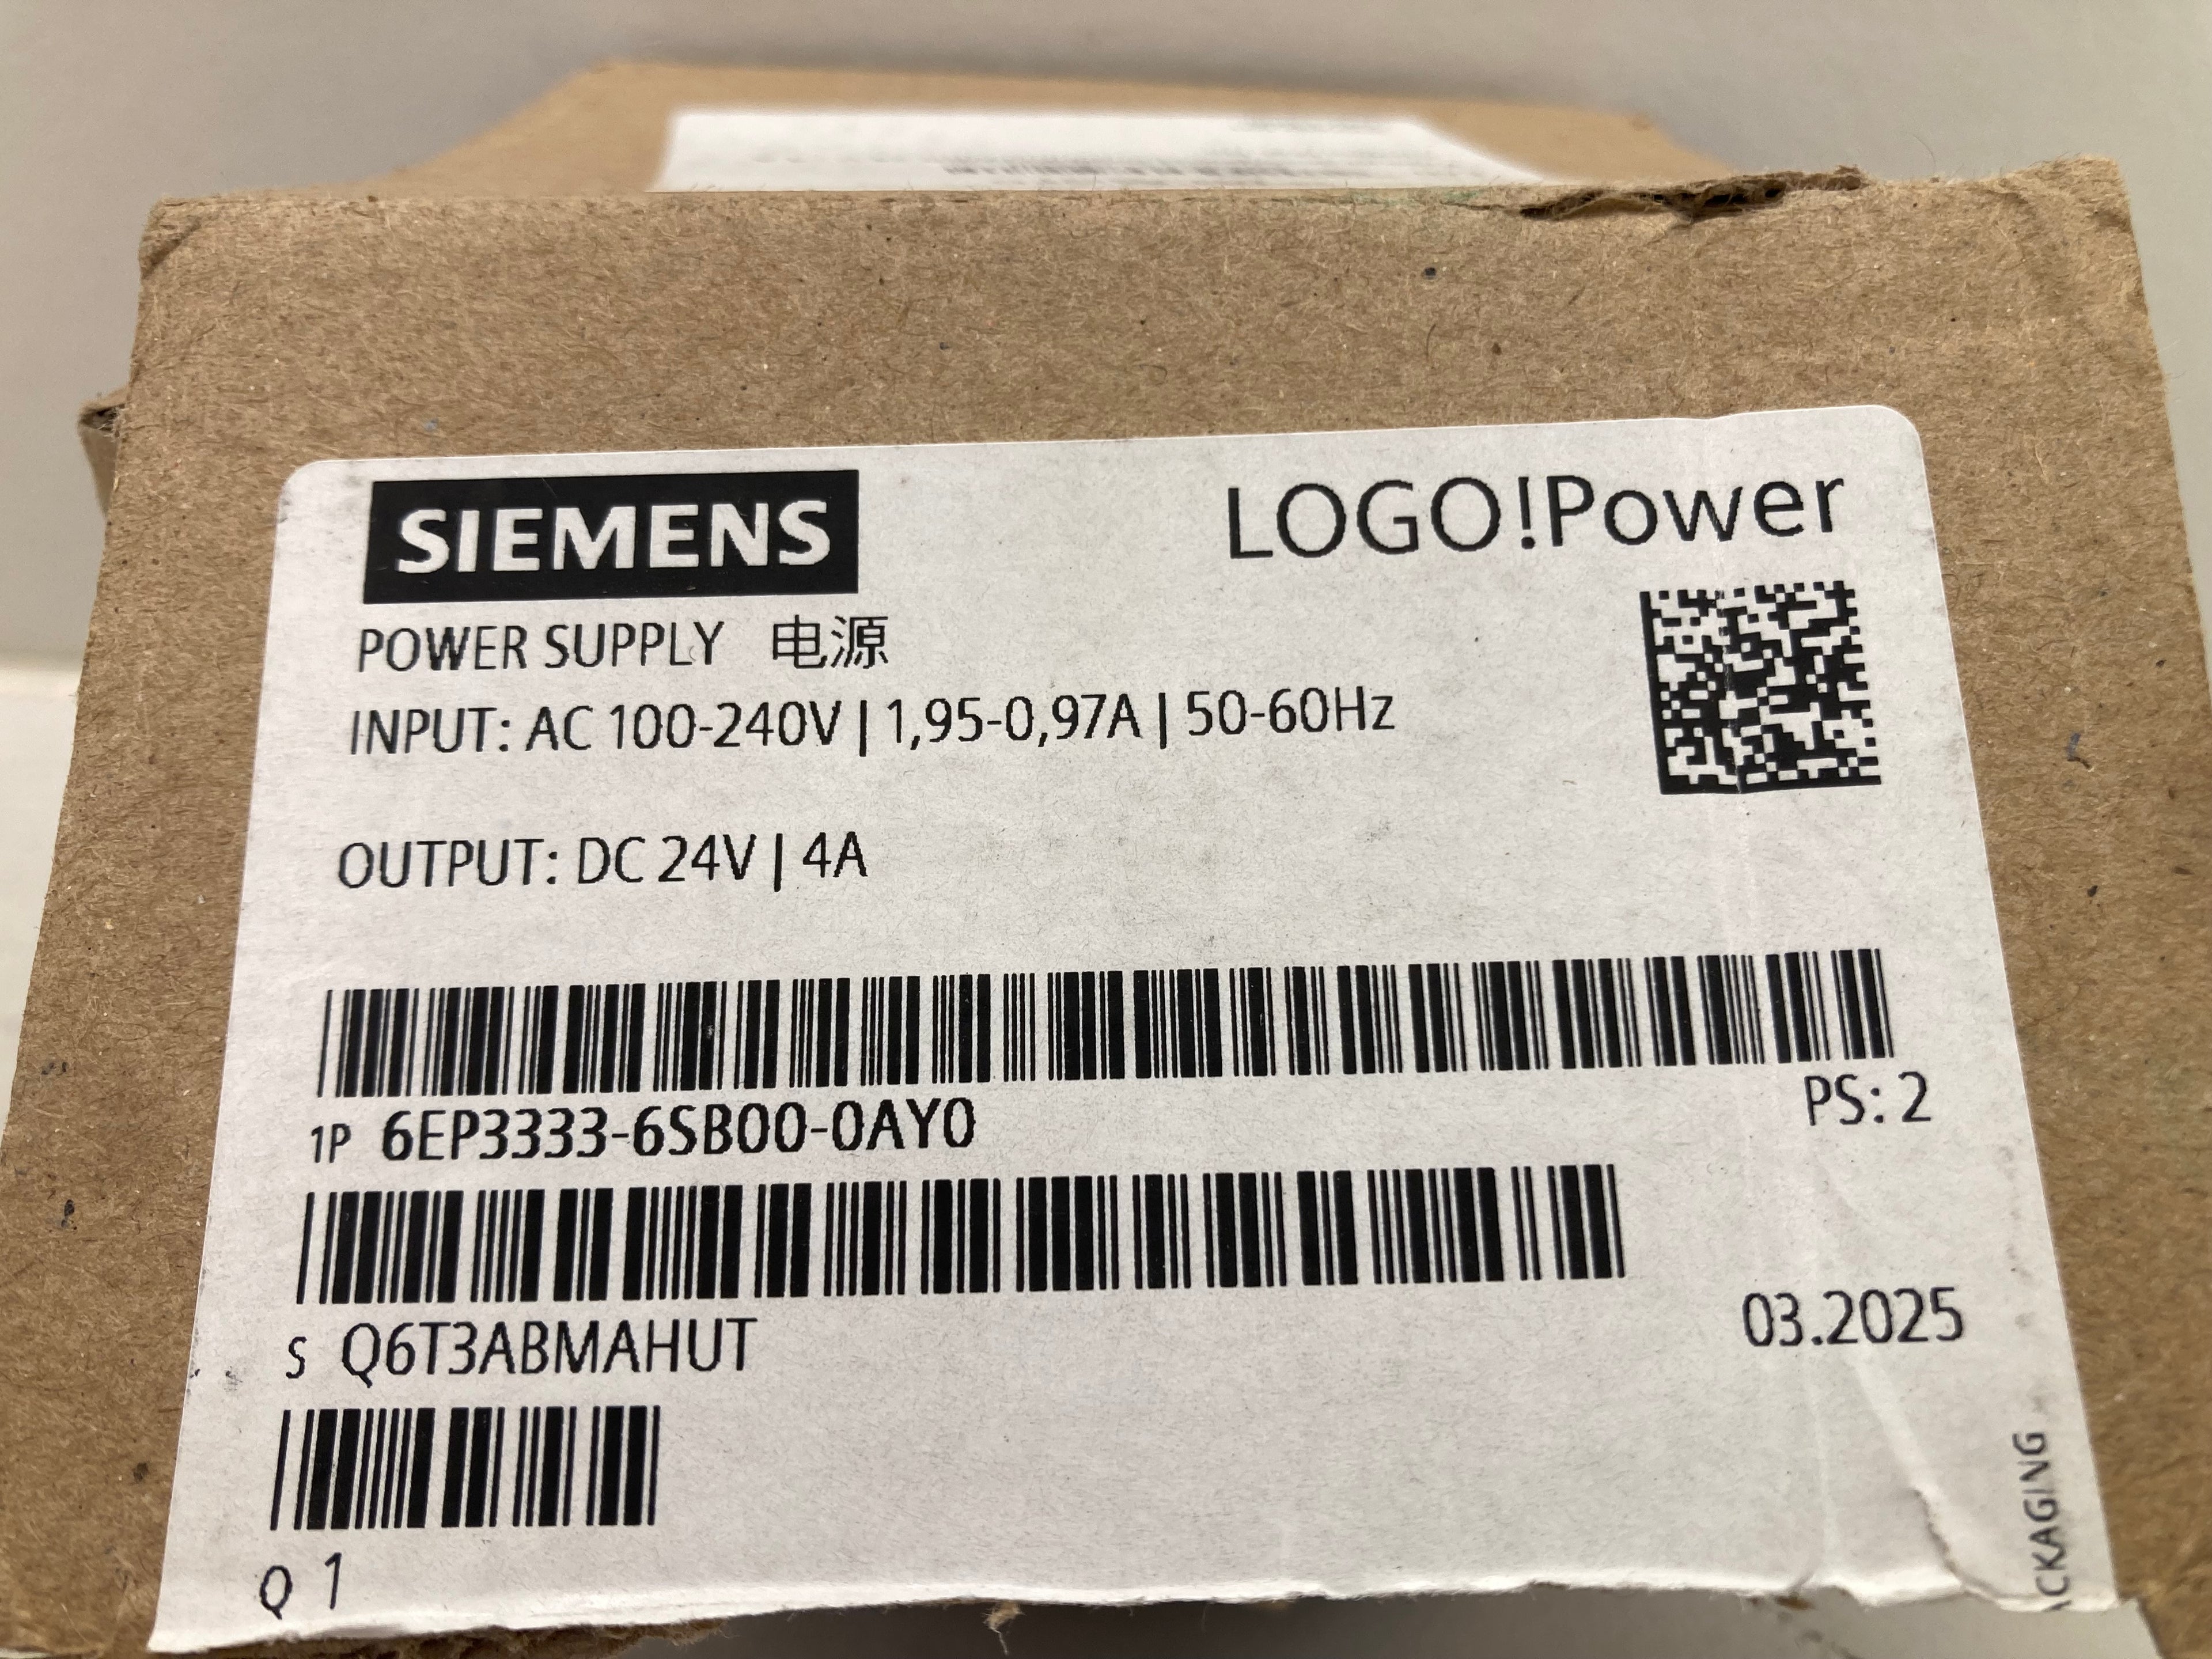 SIEMENS
LOGO!Power
POWER SUPPLY 电源
INPUT: AC 100-240V | 1,95-0,97A | 50-60Hz
OUTPUT: DC 24V | 4A
1P 6EP3333-6SB00-0AY0
PS: 2
S Q6T3ABMAHUT
03.2025
Q 1
ACKAGING